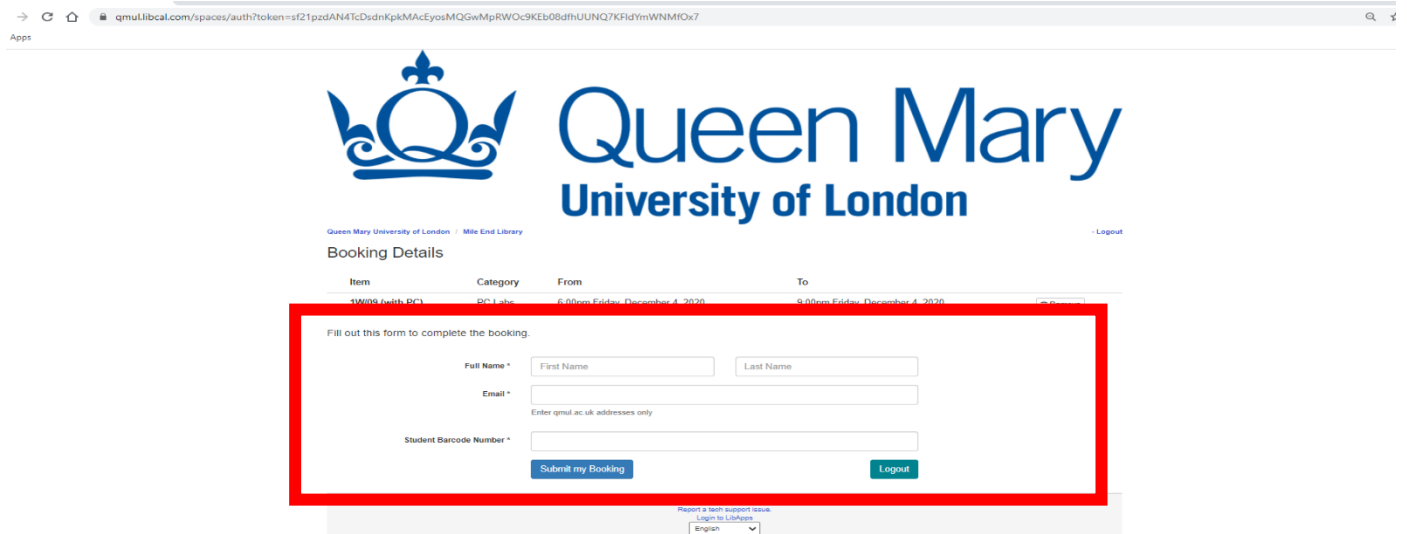 qmul.libcal.com/spaces/auth?token=sf21pzdAN4TcDsdnKpkMAcEyosMQGwMpRWOc9KEb08dfhUUNQ7KFIdYmWNMfOx7
Apps
Queen Mary
University of London
Queen Mary University of London / Mile End Library - Logout
Booking Details
Item Category From To
1W/09 (with PC) PC Labs 6:00pm Friday, December 4, 2020 9:00pm Friday, December 4, 2020 Remove
Fill out this form to complete the booking.
Full Name * First Name Last Name
Email *
Enter qmul.ac.uk addresses only
Student Barcode Number *
Submit my Booking Logout
Report a tech support issue.
Login to LibApps
English